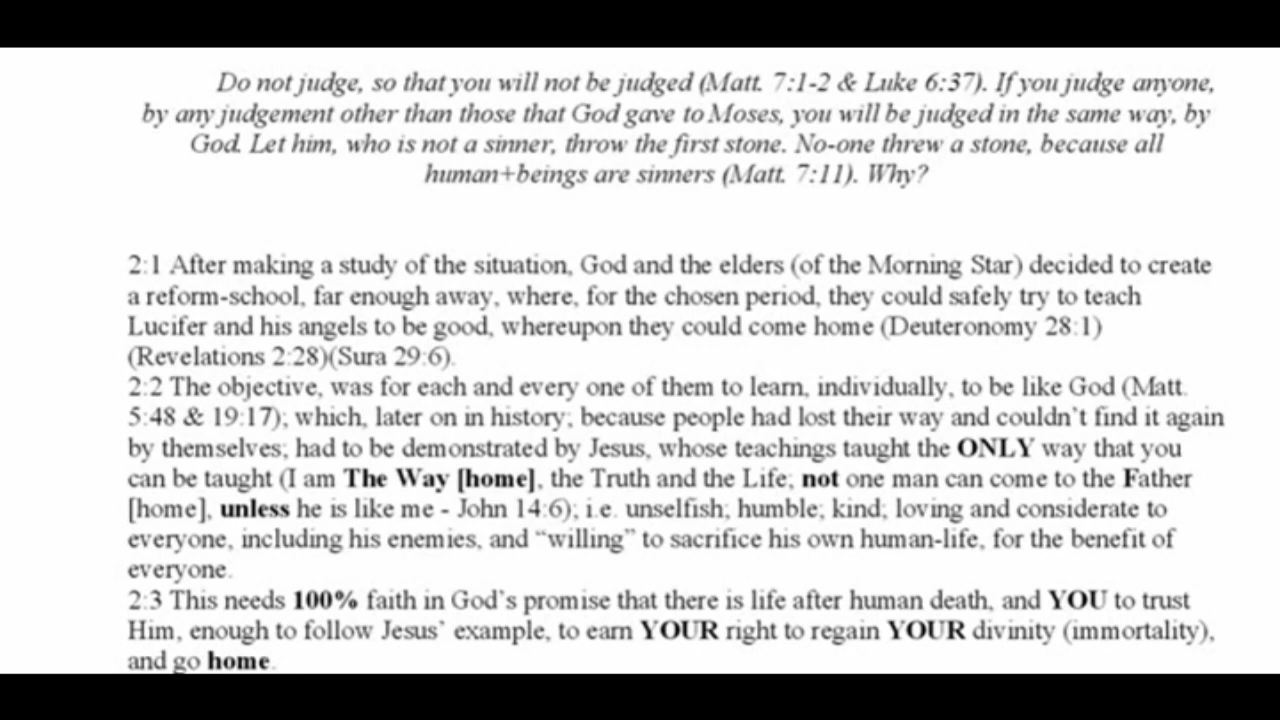 Do not judge, so that you will not be judged (Matt. 7:1-2 & Luke 6:37). If you judge anyone,
by any judgement other than those that God gave to Moses, you will be judged in the same way, by
God. Let him, who is not a sinner, throw the first stone. No-one threw a stone, because all
human+beings are sinners (Matt. 7:11). Why?
2:1 After making a study of the situation, God and the elders (of the Morning Star) decided to create
a reform-school, far enough away, where, for the chosen period, they could safely try to teach
Lucifer and his angels to be good, whereupon they could come home (Deuteronomy 28:1)
(Revelations 2:28)(Sura 29:6).
2:2 The objective, was for each and every one of them to learn, individually, to be like God (Matt.
5:48 & 19:17); which, later on in history; because people had lost their way and couldn't find it again
by themselves; had to be demonstrated by Jesus, whose teachings taught the ONLY way that you
can be taught (I am The Way [home], the Truth and the Life; not one man can come to the Father
[home], unless he is like me - John 14:6); i.e. unselfish; humble; kind; loving and considerate to
everyone, including his enemies, and “willing” to sacrifice his own human-life, for the benefit of
everyone.
2:3 This needs 100% faith in God's promise that there is life after human death, and YOU to trust
Him, enough to follow Jesus' example, to earn YOUR right to regain YOUR divinity (immortality),
and go home.